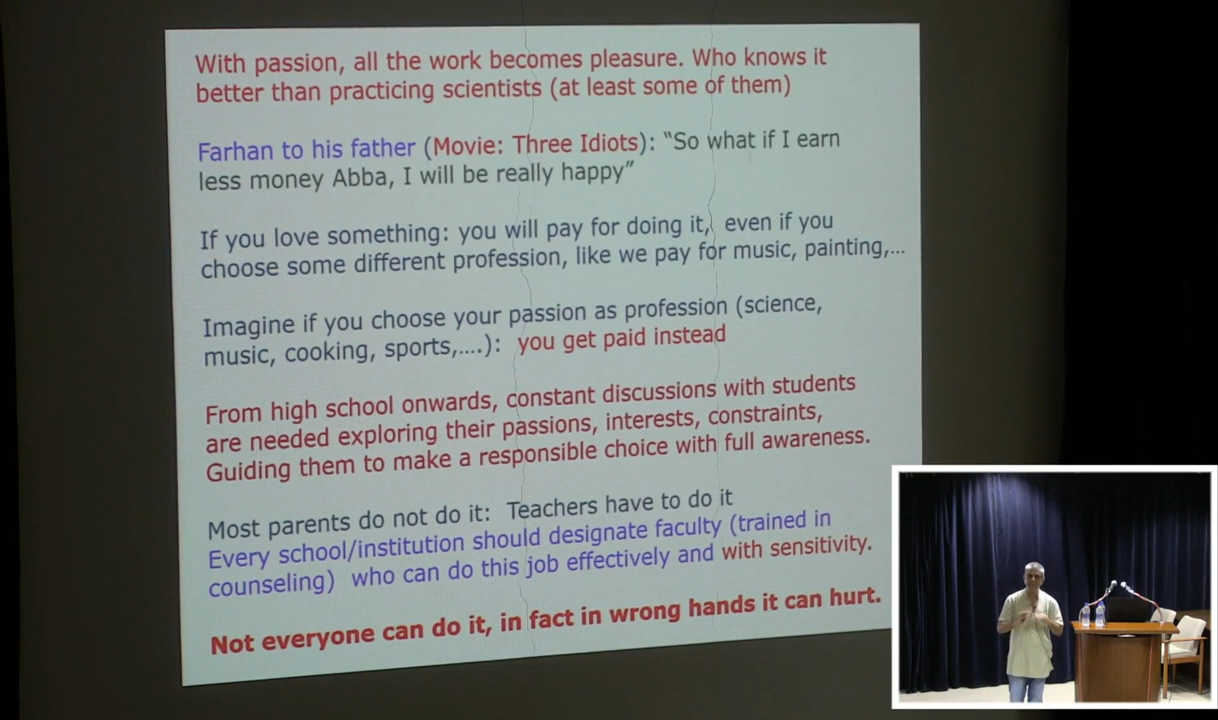 With passion, all the work becomes pleasure. Who knows it
better than practicing scientists (at least some of them)
Farhan to his father (Movie: Three Idiots): “So what if I earn
less money Abba, I will be really happy”
If you love something: you will pay for doing it, even if you
choose some different profession, like we pay for music, painting,...
Imagine if you choose your passion as profession (science,
music, cooking, sports,....): you get paid instead
From high school onwards, constant discussions with students
are needed exploring their passions, interests, constraints,
Guiding them to make a responsible choice with full awareness.
Most parents do not do it: Teachers have to do it
Every school/institution should designate faculty (trained in
counseling) who can do this job effectively and with sensitivity.
Not everyone can do it, in fact in wrong hands it can hurt.